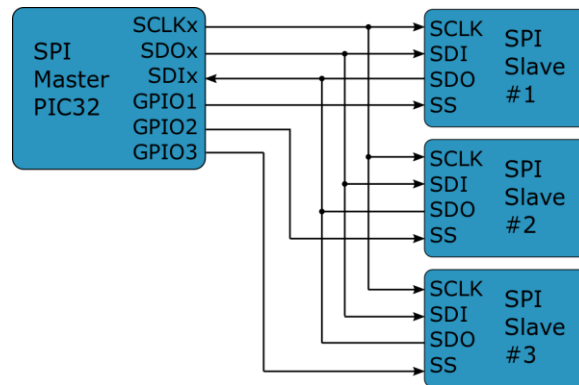 SPI
Master
PIC32
SCLKx
SDOx
SDIx
GPIO1
GPIO2
GPIO3
SCLK
SDI
SDO
SS
SPI
Slave
#1
SCLK
SDI
SDO
SS
SPI
Slave
#2
SCLK
SDI
SDO
SS
SPI
Slave
#3